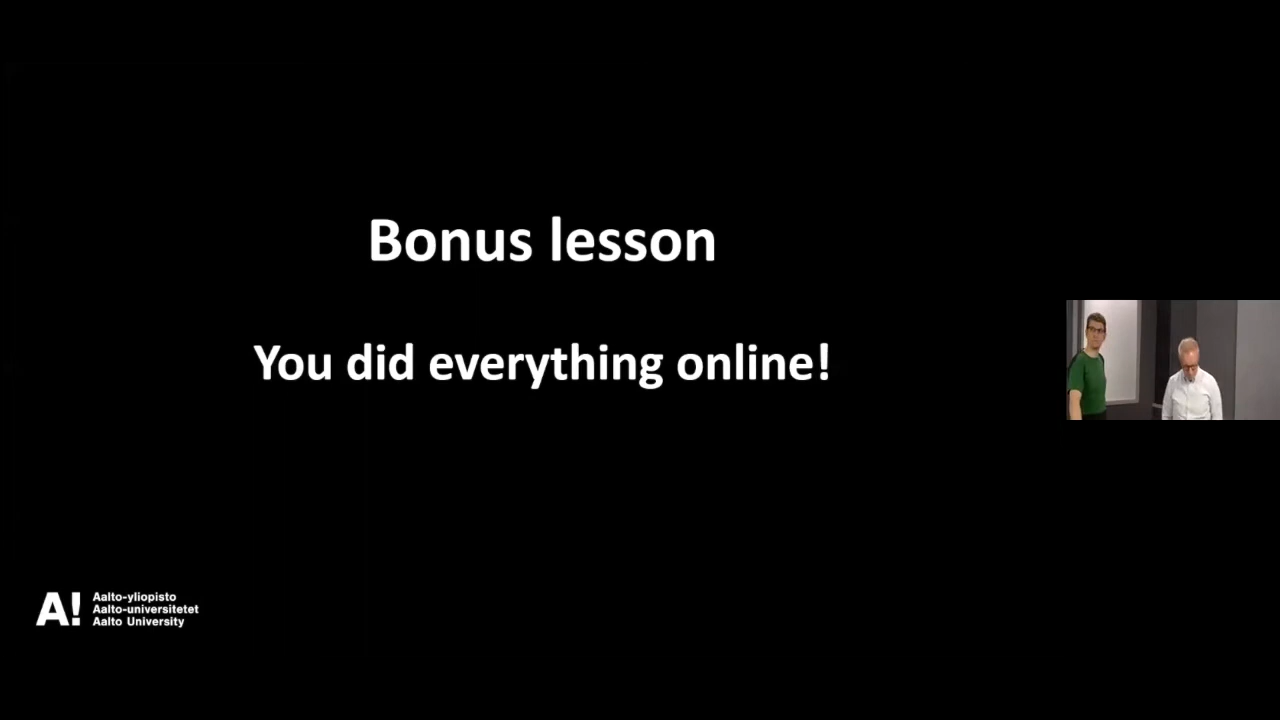 Bonus lesson
You did everything online!
A!
Aalto-yliopisto
Aalto-universitetet
Aalto University